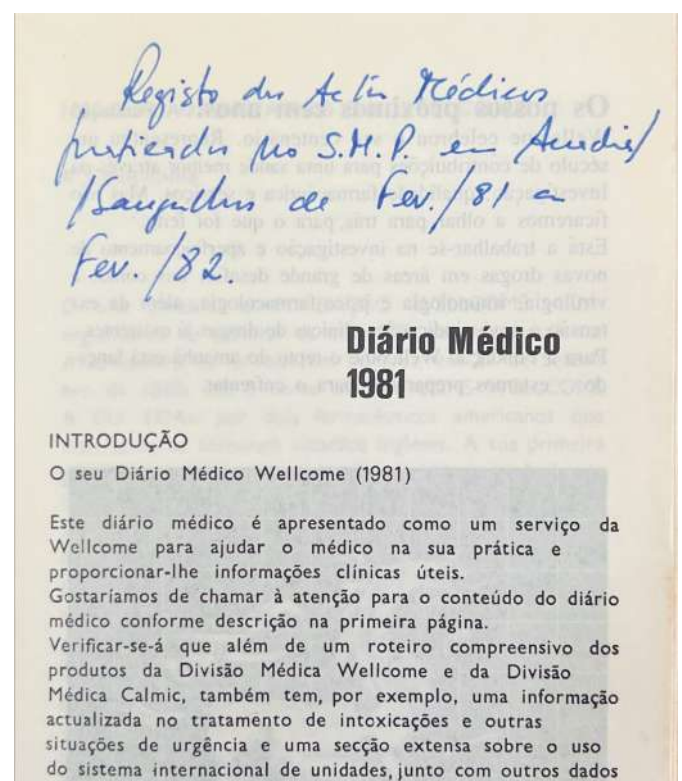 Registo dos Actos Médicos
praticados no S.M.P. em Anadia/
/Sangalhos de Fev./81 a
Fev./82.
Diário Médico
1981
INTRODUÇÃO
O seu Diário Médico Wellcome (1981)
Este diário médico é apresentado como um serviço da
Wellcome para ajudar o médico na sua prática e
proporcionar-lhe informações clínicas úteis.
Gostaríamos de chamar à atenção para o conteúdo do diário
médico conforme descrição na primeira página.
Verificar-se-á que além de um roteiro compreensivo dos
produtos da Divisão Médica Wellcome e da Divisão
Médica Calmic, também tem, por exemplo, uma informação
actualizada no tratamento de intoxicações e outras
situações de urgência e uma secção extensa sobre o uso
do sistema internacional de unidades, junto com outros dados